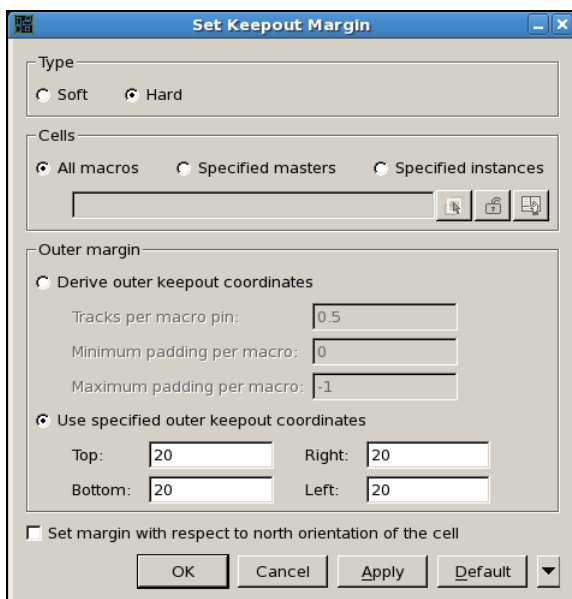 Set Keepout Margin
Type
Soft Hard
Cells
All macros Specified masters Specified instances
Outer margin
Derive outer keepout coordinates
Tracks per macro pin: 0.5
Minimum padding per macro: 0
Maximum padding per macro: -1
Use specified outer keepout coordinates
Top: 20 Right: 20
Bottom: 20 Left: 20
Set margin with respect to north orientation of the cell
OK Cancel Apply Default